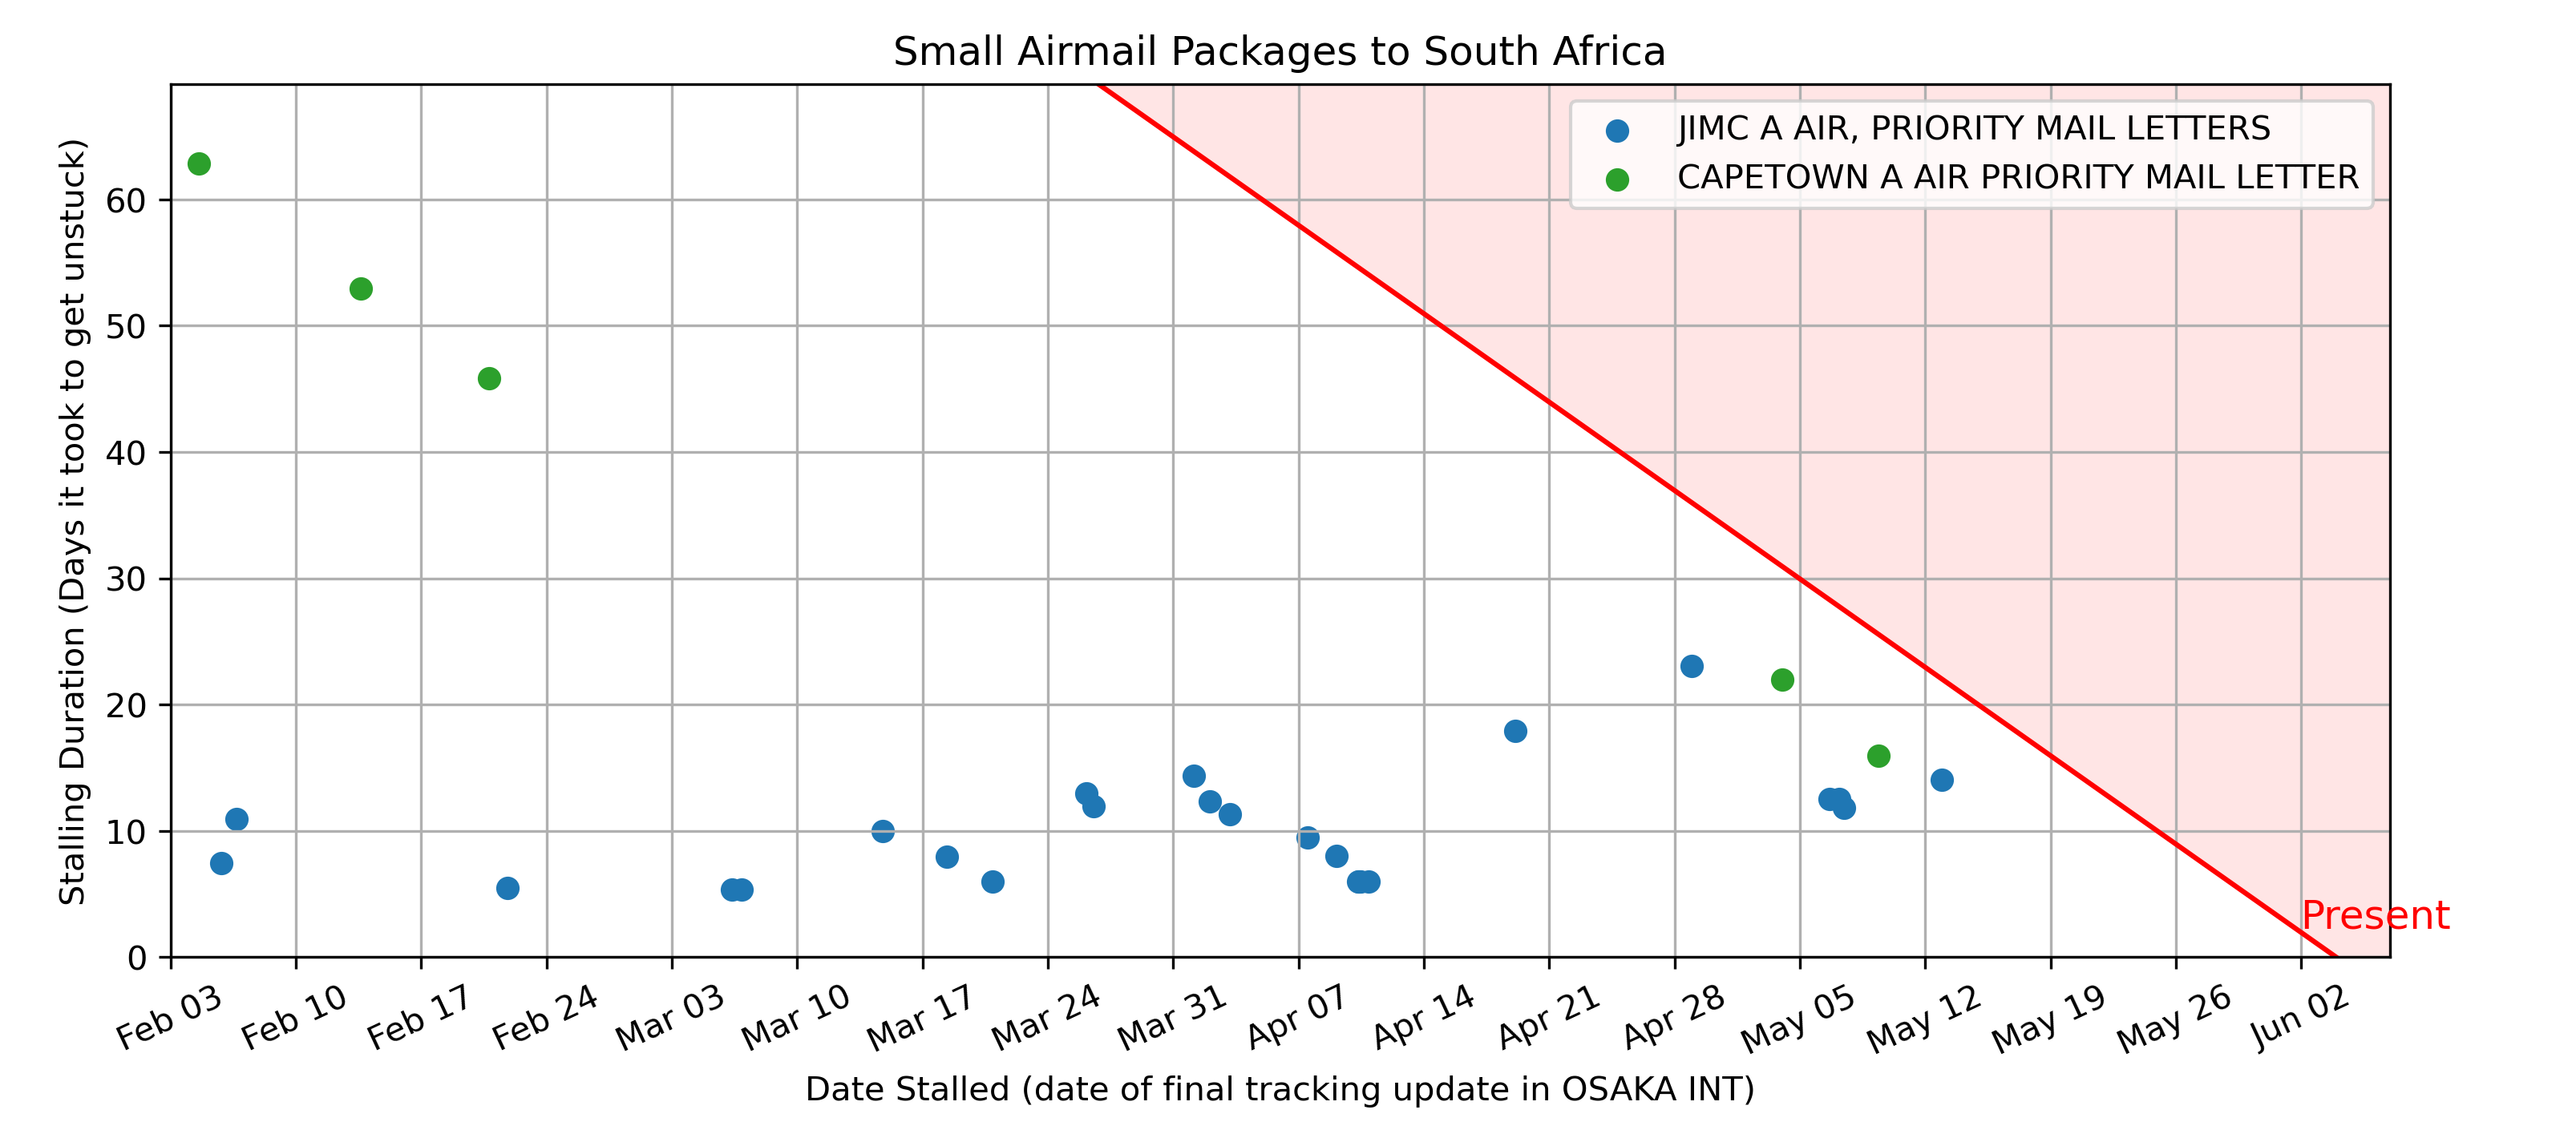 Small Airmail Packages to South Africa
JIMC A AIR, PRIORITY MAIL LETTERS
CAPETOWN A AIR PRIORITY MAIL LETTER
Stalling Duration (Days it took to get unstuck)
60
50
40
30
20
10
0
Present
Feb 03
Feb 10
Feb 17
Feb 24
Mar 03
Mar 10
Mar 17
Mar 24
Mar 31
Apr 07
Apr 14
Apr 21
Apr 28
May 05
May 12
May 19
May 26
Jun 02
Date Stalled (date of final tracking update in OSAKA INT)